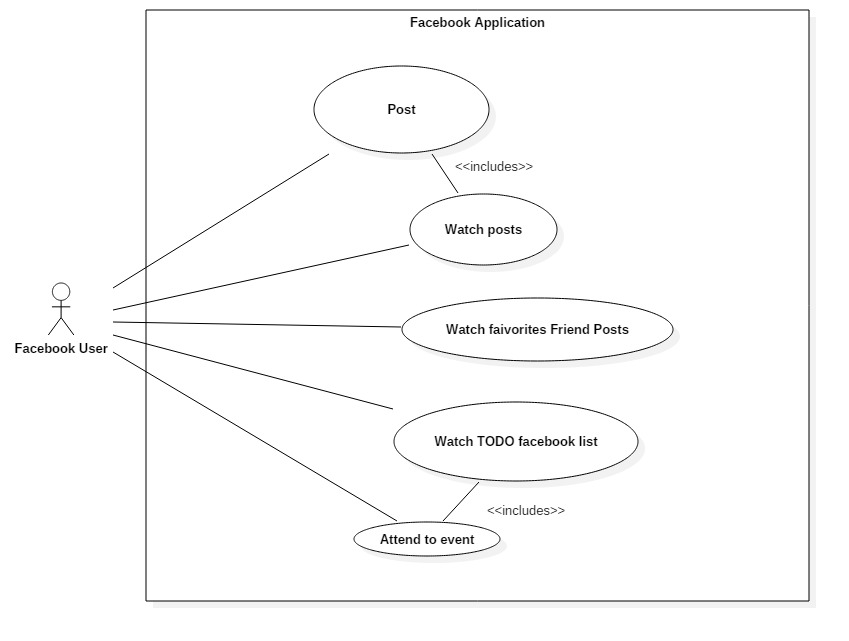 Facebook Application
Post
<<includes>>
Watch posts
Watch faivorites Friend Posts
Facebook User
Watch TODO facebook list
<<includes>>
Attend to event